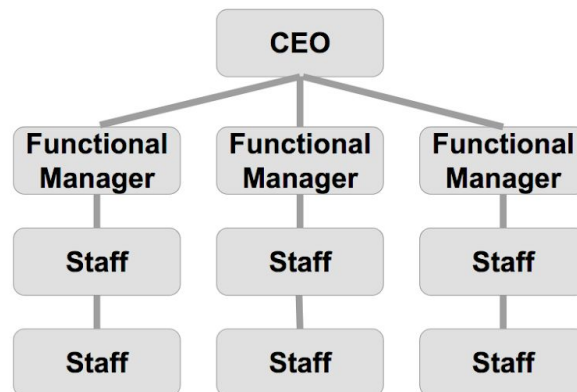 CEO
Functional
Manager
Functional
Manager
Functional
Manager
Staff
Staff
Staff
Staff
Staff
Staff